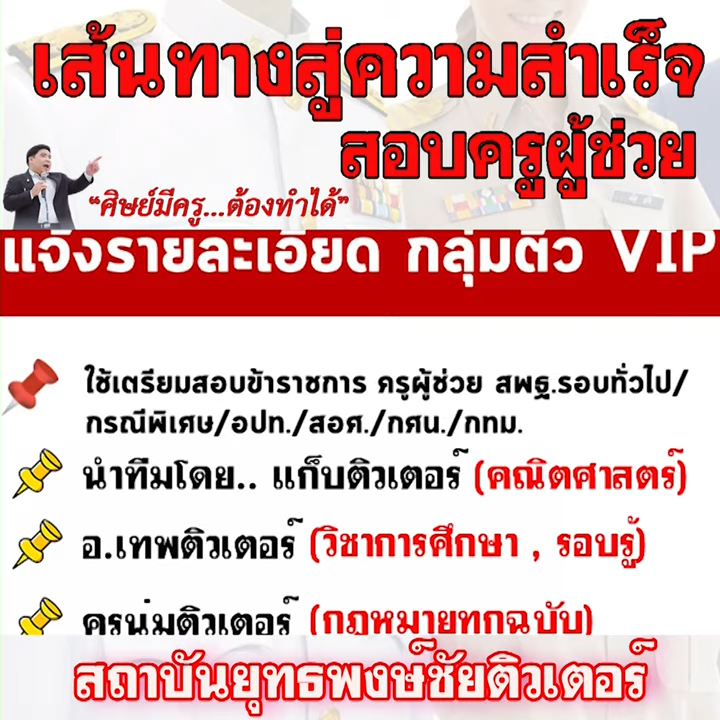 เส้นทางสู่ความสำเร็จ
สอบครูผู้ช่วย
“ศิษย์มีครู...ต้องทำได้”
แจ้งรายละเอียด กลุ่มติว VIP
ใช้เตรียมสอบข้าราชการ ครูผู้ช่วย สพฐ.รอบทั่วไป/
กรณีพิเศษ/อปท./สอศ./กศน./กทม.
นำทีมโดย.. แก๊บติวเตอร์ (คณิตศาสตร์)
อ.เทพติวเตอร์ (วิชาการศึกษา , รอบรู้)
ครูนุ่มติวเตอร์ (กฎหมายทุกฉบับ)
สถาบันยุทธพงษ์ชัยติวเตอร์